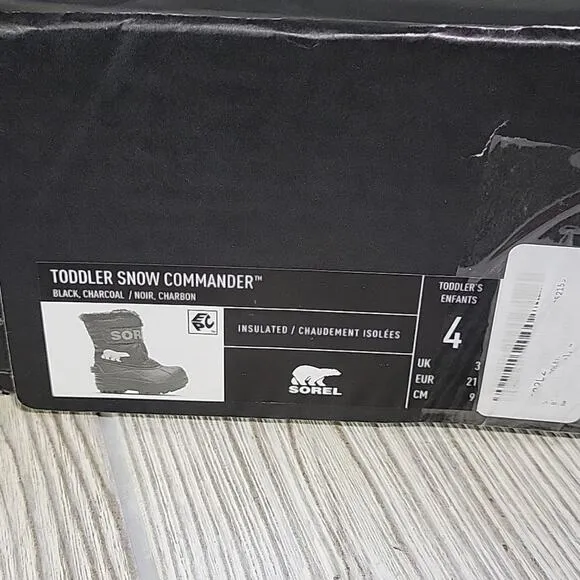 TODDLER SNOW COMMANDER™
BLACK, CHARCOAL / NOIR, CHARBON
SOR
INSULATED / CHAUDEMENT ISOLÉES
SOREL
TODDLER'S
ENFANTS
4
UK 3
EUR 21
CM 9